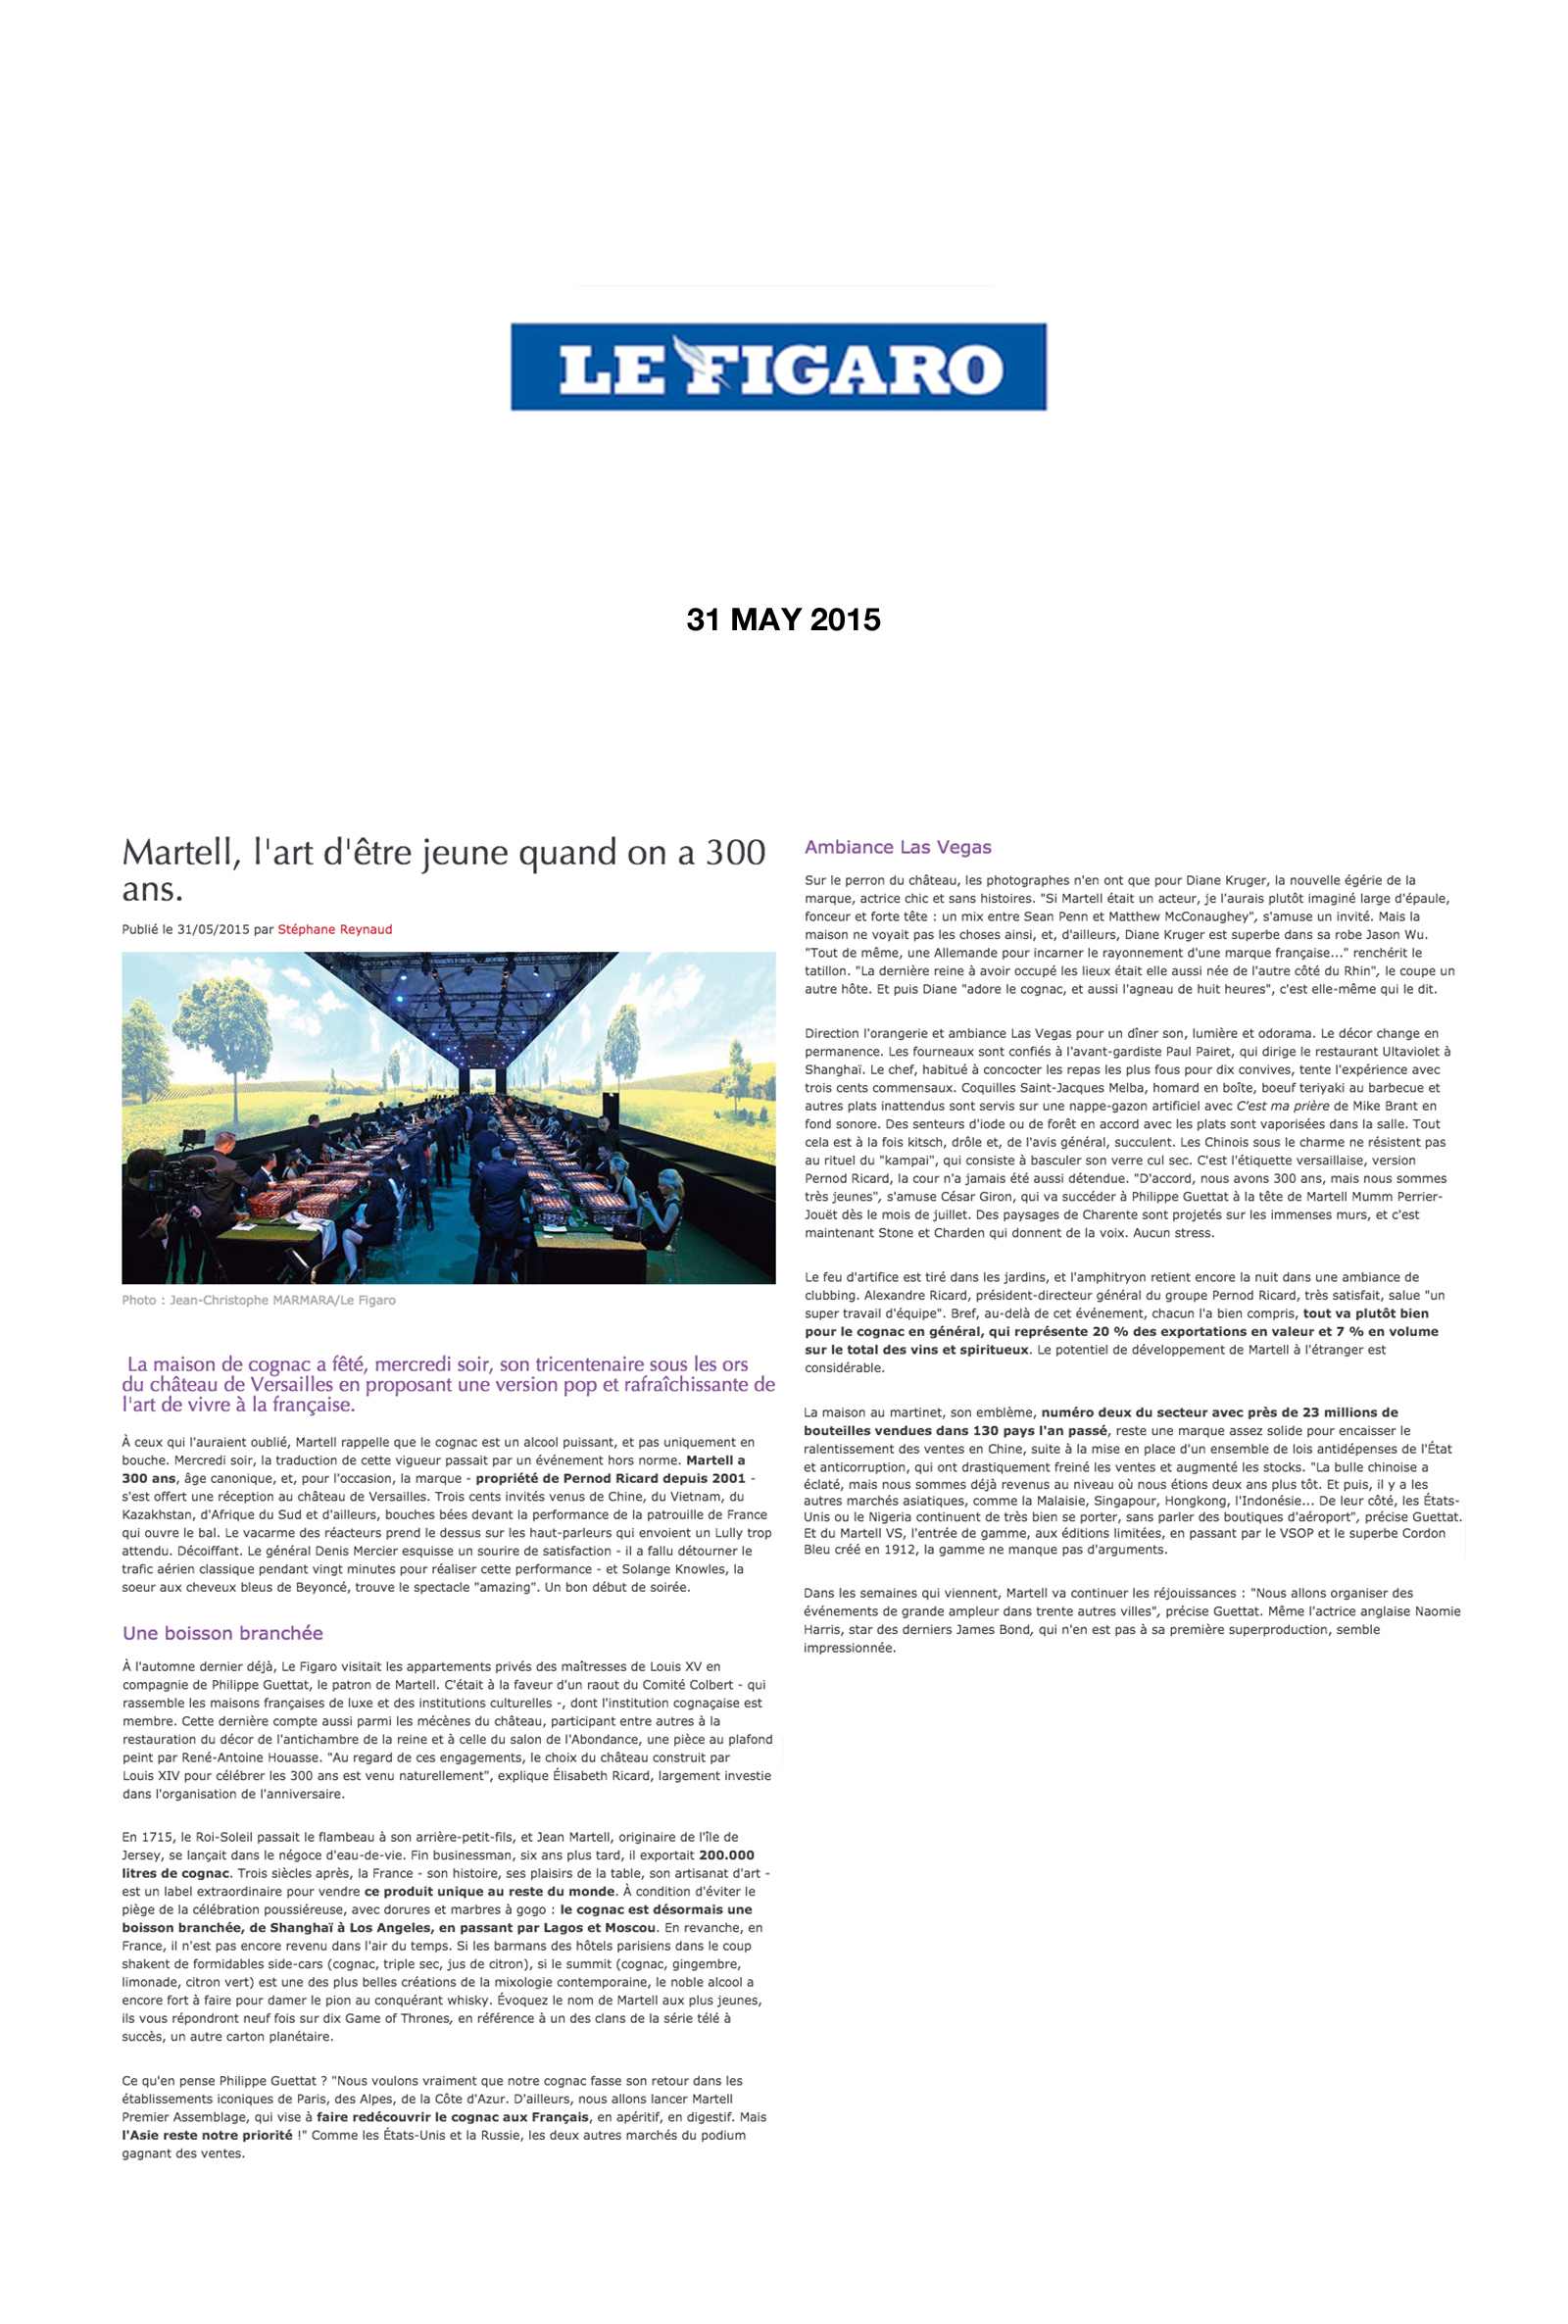 LE FIGARO
31 MAY 2015
Martell, l'art d'être jeune quand on a 300
ans.
Publié le 31/05/2015 par Stéphane Reynaud
Photo : Jean-Christophe MARMARA/Le Figaro
La maison de cognac a fêté, mercredi soir, son tricentenaire sous les ors
du château de Versailles en proposant une version pop et rafraîchissante de
l'art de vivre à la française.
À ceux qui l'auraient oublié, Martell rappelle que le cognac est un alcool puissant, et pas uniquement en
bouche. Mercredi soir, la traduction de cette vigueur passait par un événement hors norme. Martell a
300 ans, âge canonique, et, pour l'occasion, la marque - propriété de Pernod Ricard depuis 2001 -
s'est offert une réception au château de Versailles. Trois cents invités venus de Chine, du Vietnam, du
Kazakhstan, d'Afrique du Sud et d'ailleurs, bouches bées devant la performance de la patrouille de France
qui ouvre le bal. Le vacarme des réacteurs prend le dessus sur les haut-parleurs qui envoient un Lully trop
attendu. Décoiffant. Le général Denis Mercier esquisse un sourire de satisfaction - il a fallu détourner le
trafic aérien classique pendant vingt minutes pour réaliser cette performance - et Solange Knowles, la
soeur aux cheveux bleus de Beyoncé, trouve le spectacle "amazing". Un bon début de soirée.
Une boisson branchée
À l'automne dernier déjà, Le Figaro visitait les appartements privés des maîtresses de Louis XV en
compagnie de Philippe Guettat, le patron de Martell. C'était à la faveur d'un raout du Comité Colbert - qui
rassemble les maisons françaises de luxe et des institutions culturelles -, dont l'institution cognaçaise est
membre. Cette dernière compte aussi parmi les mécènes du château, participant entre autres à la
restauration du décor de l'antichambre de la reine et à celle du salon de l'Abondance, une pièce au plafond
peint par René-Antoine Houasse. "Au regard de ces engagements, le choix du château construit par
Louis XIV pour célébrer les 300 ans est venu naturellement", explique Élisabeth Ricard, largement investie
dans l'organisation de l'anniversaire.
En 1715, le Roi-Soleil passait le flambeau à son arrière-petit-fils, et Jean Martell, originaire de l'île de
Jersey, se lançait dans le négoce d'eau-de-vie. Fin businessman, six ans plus tard, il exportait 200.000
litres de cognac. Trois siècles après, la France - son histoire, ses plaisirs de la table, son artisanat d'art -
est un label extraordinaire pour vendre ce produit unique au reste du monde. À condition d'éviter le
piège de la célébration poussiéreuse, avec dorures et marbres à gogo : le cognac est désormais une
boisson branchée, de Shanghaï à Los Angeles, en passant par Lagos et Moscou. En revanche, en
France, il n'est pas encore revenu dans l'air du temps. Si les barmans des hôtels parisiens dans le coup
shakent de formidables side-cars (cognac, triple sec, jus de citron), si le summit (cognac, gingembre,
limonade, citron vert) est une des plus belles créations de la mixologie contemporaine, le noble alcool a
encore fort à faire pour damer le pion au conquérant whisky. Évoquez le nom de Martell aux plus jeunes,
ils vous répondront neuf fois sur dix Game of Thrones, en référence à un des clans de la série télé à
succès, un autre carton planétaire.
Ce qu'en pense Philippe Guettat ? "Nous voulons vraiment que notre cognac fasse son retour dans les
établissements iconiques de Paris, des Alpes, de la Côte d'Azur. D'ailleurs, nous allons lancer Martell
Premier Assemblage, qui vise à faire redécouvrir le cognac aux Français, en apéritif, en digestif. Mais
l'Asie reste notre priorité !" Comme les États-Unis et la Russie, les deux autres marchés du podium
gagnant des ventes.
Ambiance Las Vegas
Sur le perron du château, les photographes n'en ont que pour Diane Kruger, la nouvelle égérie de la
marque, actrice chic et sans histoires. "Si Martell était un acteur, je l'aurais plutôt imaginé large d'épaule,
fonceur et forte tête : un mix entre Sean Penn et Matthew McConaughey", s'amuse un invité. Mais la
maison ne voyait pas les choses ainsi, et, d'ailleurs, Diane Kruger est superbe dans sa robe Jason Wu.
"Tout de même, une Allemande pour incarner le rayonnement d'une marque française..." renchérit le
tatillon. "La dernière reine à avoir occupé les lieux était elle aussi née de l'autre côté du Rhin", le coupe un
autre hôte. Et puis Diane "adore le cognac, et aussi l'agneau de huit heures", c'est elle-même qui le dit.
Direction l'orangerie et ambiance Las Vegas pour un dîner son, lumière et odorama. Le décor change en
permanence. Les fourneaux sont confiés à l'avant-gardiste Paul Pairet, qui dirige le restaurant Ultaviolet à
Shanghaï. Le chef, habitué à concocter les repas les plus fous pour dix convives, tente l'expérience avec
trois cents commensaux. Coquilles Saint-Jacques Melba, homard en boîte, boeuf teriyaki au barbecue et
autres plats inattendus sont servis sur une nappe-gazon artificiel avec C'est ma prière de Mike Brant en
fond sonore. Des senteurs d'iode ou de forêt en accord avec les plats sont vaporisées dans la salle. Tout
cela est à la fois kitsch, drôle et, de l'avis général, succulent. Les Chinois sous le charme ne résistent pas
au rituel du "kampai", qui consiste à basculer son verre cul sec. C'est l'étiquette versaillaise, version
Pernod Ricard, la cour n'a jamais été aussi détendue. "D'accord, nous avons 300 ans, mais nous sommes
très jeunes", s'amuse César Giron, qui va succéder à Philippe Guettat à la tête de Martell Mumm Perrier-
Jouët dès le mois de juillet. Des paysages de Charente sont projetés sur les immenses murs, et c'est
maintenant Stone et Charden qui donnent de la voix. Aucun stress.
Le feu d'artifice est tiré dans les jardins, et l'amphitryon retient encore la nuit dans une ambiance de
clubbing. Alexandre Ricard, président-directeur général du groupe Pernod Ricard, très satisfait, salue "un
super travail d'équipe". Bref, au-delà de cet événement, chacun l'a bien compris, tout va plutôt bien
pour le cognac en général, qui représente 20 % des exportations en valeur et 7 % en volume
sur le total des vins et spiritueux. Le potentiel de développement de Martell à l'étranger est
considérable.
La maison au martinet, son emblème, numéro deux du secteur avec près de 23 millions de
bouteilles vendues dans 130 pays l'an passé, reste une marque assez solide pour encaisser le
ralentissement des ventes en Chine, suite à la mise en place d'un ensemble de lois antidépenses de l'État
et anticorruption, qui ont drastiquement freiné les ventes et augmenté les stocks. "La bulle chinoise a
éclaté, mais nous sommes déjà revenus au niveau où nous étions deux ans plus tôt. Et puis, il y a les
autres marchés asiatiques, comme la Malaisie, Singapour, Hongkong, l'Indonésie... De leur côté, les États-
Unis ou le Nigeria continuent de très bien se porter, sans parler des boutiques d'aéroport", précise Guettat.
Et du Martell VS, l'entrée de gamme, aux éditions limitées, en passant par le VSOP et le superbe Cordon
Bleu créé en 1912, la gamme ne manque pas d'arguments.
Dans les semaines qui viennent, Martell va continuer les réjouissances : "Nous allons organiser des
événements de grande ampleur dans trente autres villes", précise Guettat. Même l'actrice anglaise Naomie
Harris, star des derniers James Bond, qui n'en est pas à sa première superproduction, semble
impressionnée.